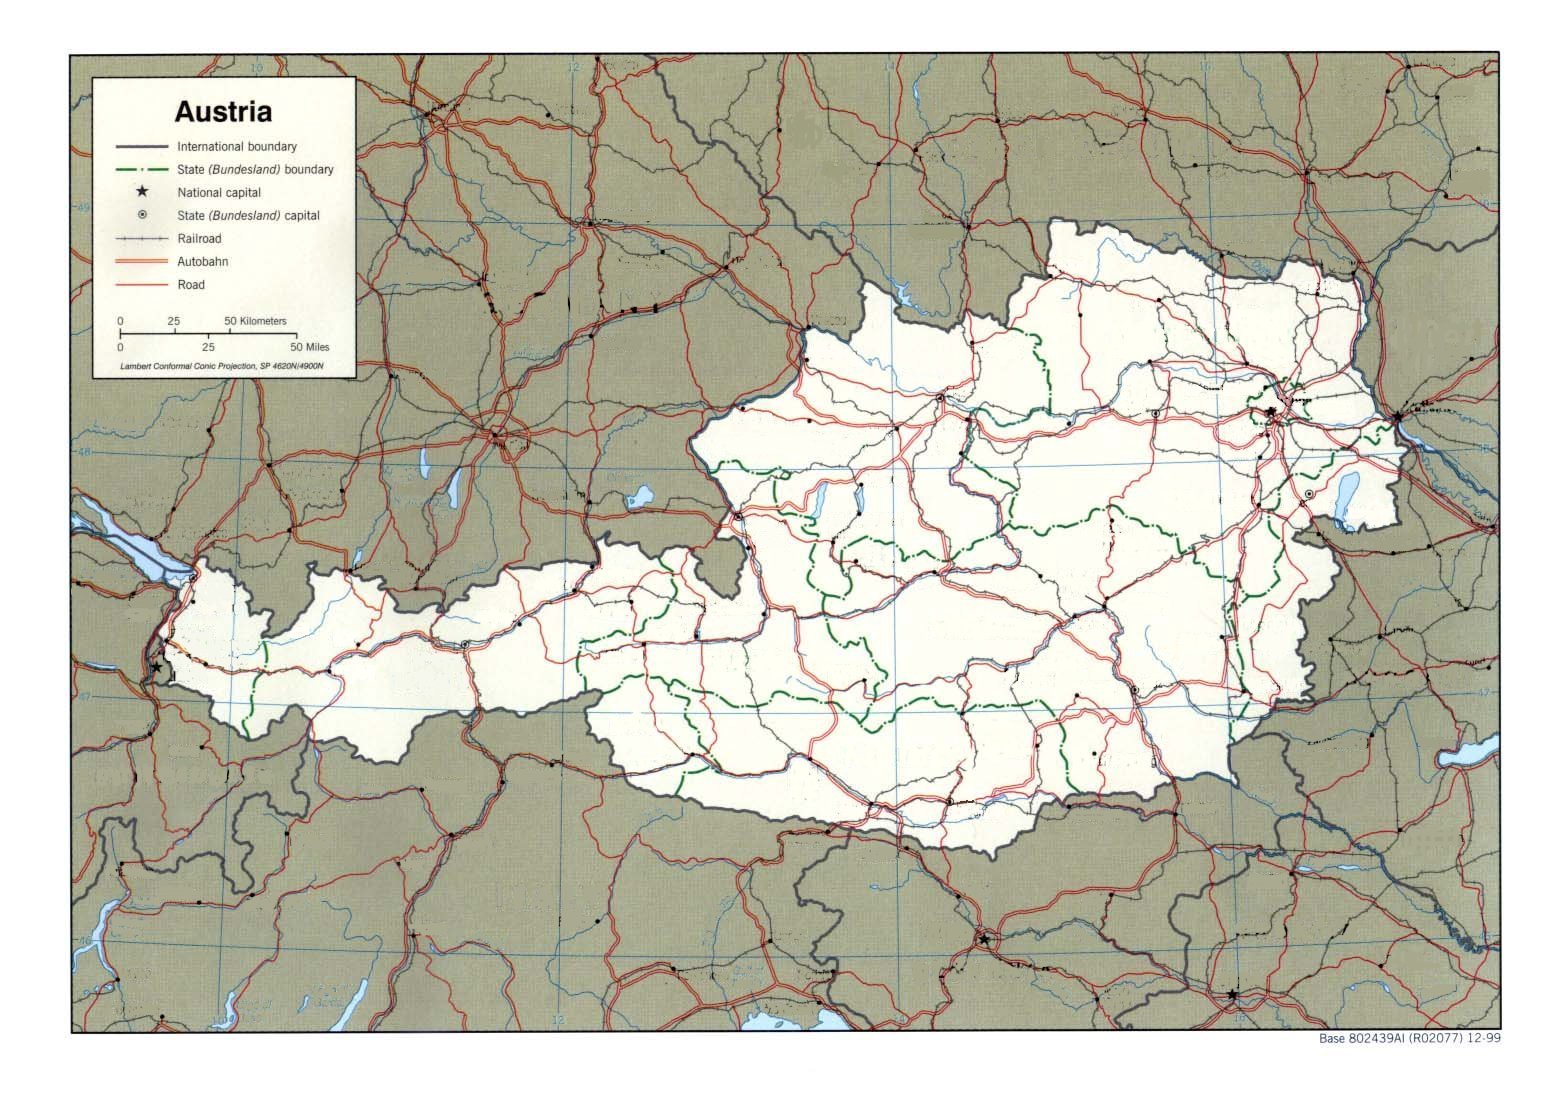 Austria
International boundary
State (Bundesland) boundary
National capital
State (Bundesland) capital
Railroad
Autobahn
Road
0 25 50 Kilometers
0 25 50 Miles
Lambert Conformal Conic Projection, SP 4620N/4900N
10
12
14
16
49
48
48
47
47
12
Base 802439AI (R02077) 12-99